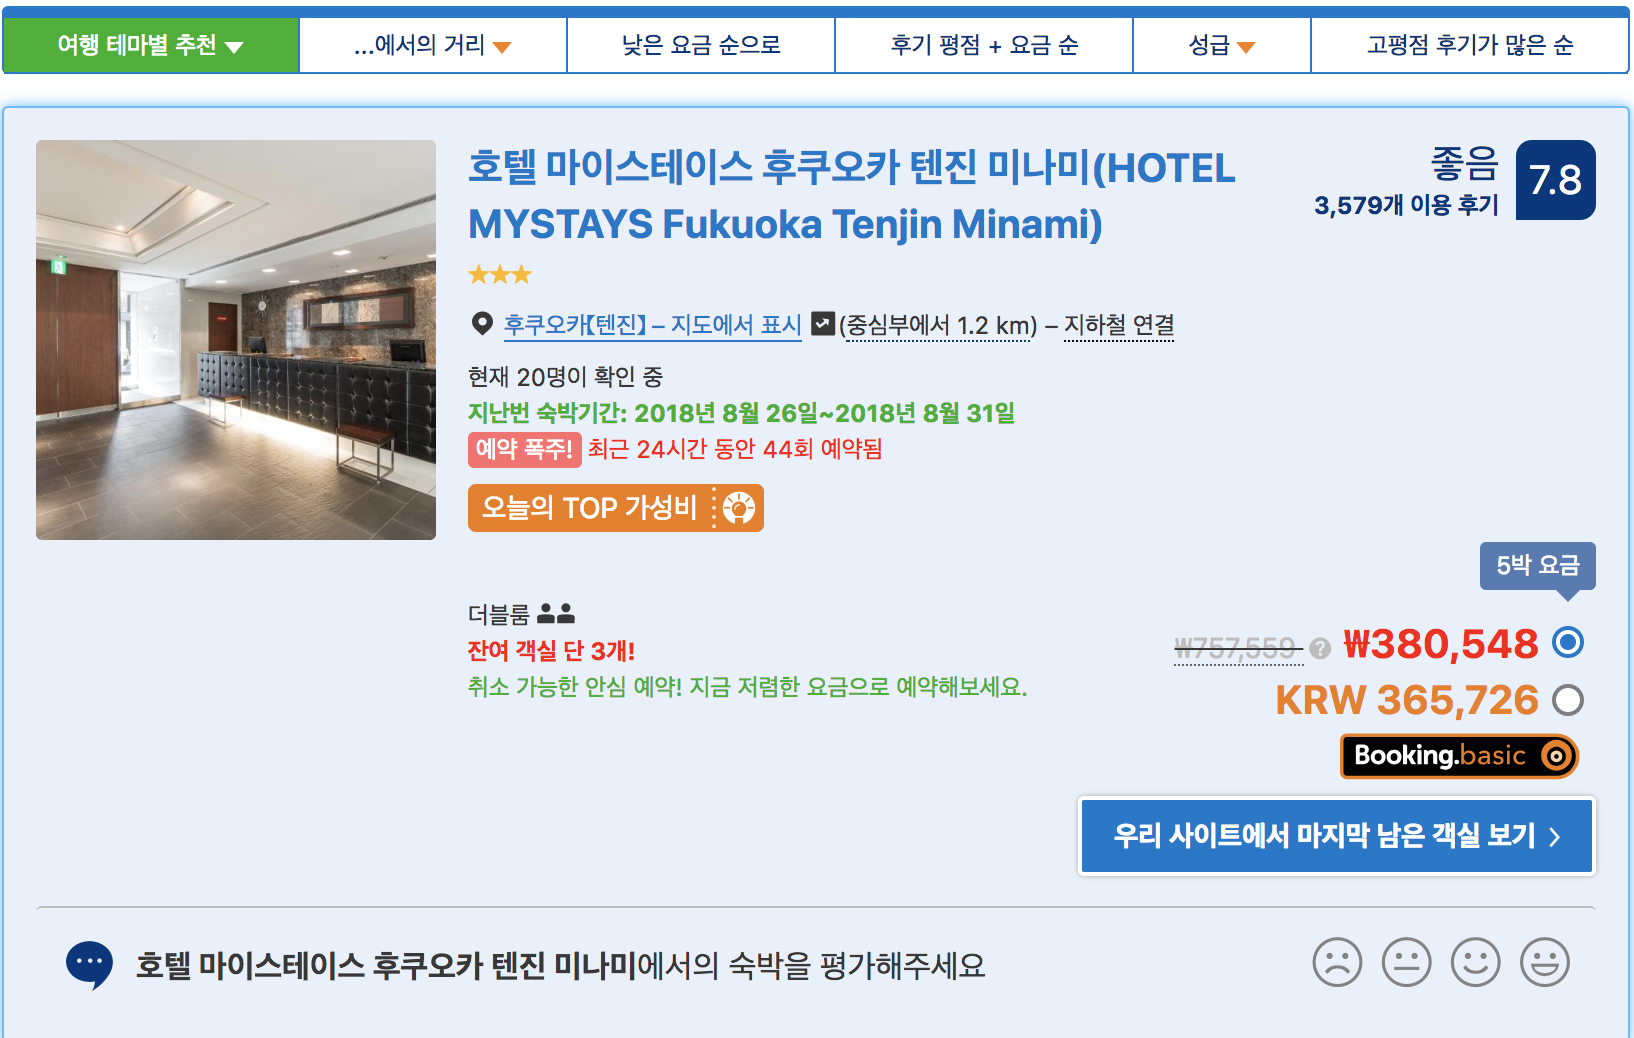 여행 테마별 추천
...에서의 거리
낮은 요금 순으로
후기 평점 + 요금 순
성급
고평점 후기가 많은 순
호텔 마이스테이스 후쿠오카 텐진 미나미(HOTEL
MYSTAYS Fukuoka Tenjin Minami)
좋음
7.8
3,579개 이용 후기
후쿠오카【텐진】 – 지도에서 표시 (중심부에서 1.2 km) – 지하철 연결
현재 20명이 확인 중
지난번 숙박기간: 2018년 8월 26일~2018년 8월 31일
예약 폭주! 최근 24시간 동안 44회 예약됨
오늘의 TOP 가성비
5박 요금
더블룸
잔여 객실 단 3개!
취소 가능한 안심 예약! 지금 저렴한 요금으로 예약해보세요.
₩757,559 ? ₩380,548
KRW 365,726
Booking.basic
우리 사이트에서 마지막 남은 객실 보기
호텔 마이스테이스 후쿠오카 텐진 미나미에서의 숙박을 평가해주세요